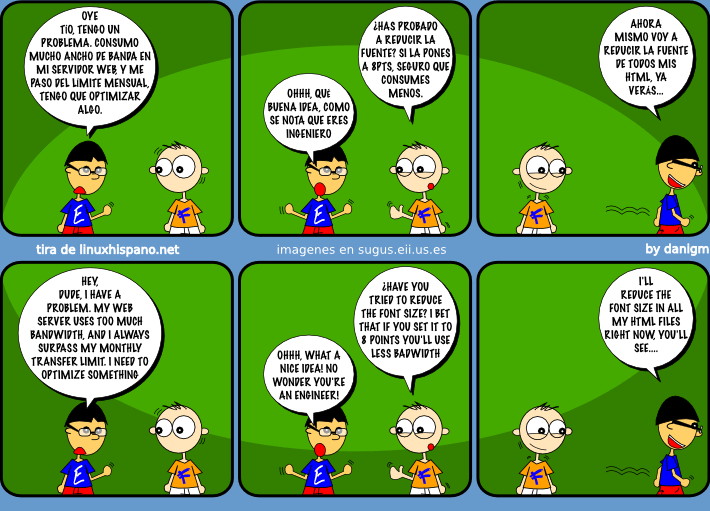 OYE
TÍO, TENGO UN
PROBLEMA. CONSUMO
MUCHO ANCHO DE BANDA EN
MI SERVIDOR WEB, Y ME
PASO DEL LÍMITE MENSUAL,
TENGO QUE OPTIMIZAR
ALGO.
E
F
¿HAS PROBADO
A REDUCIR LA
FUENTE? SI LA PONES
A 8PTS, SEGURO QUE
CONSUMES
MENOS.
OHHH, QUÉ
BUENA IDEA, COMO
SE NOTA QUE ERES
INGENIERO
E
F
AHORA
MISMO VOY A
REDUCIR LA FUENTE
DE TODOS MIS
HTML, YA
VERÁS...
F
tira de linuxhispano.net
imagenes en sugus.eii.us.es
by danigm
HEY,
DUDE, I HAVE A
PROBLEM. MY WEB
SERVER USES TOO MUCH
BANDWIDTH, AND I ALWAYS
SURPASS MY MONTHLY
TRANSFER LIMIT. I NEED TO
OPTIMIZE SOMETHING
E
F
¿HAVE YOU
TRIED TO REDUCE
THE FONT SIZE? I BET
THAT IF YOU SET IT TO
8 POINTS YOU'LL USE
LESS BADWIDTH
OHHH, WHAT A
NICE IDEA! NO
WONDER YOU'RE
AN ENGINEER!
E
F
I'LL
REDUCE THE
FONT SIZE IN ALL
MY HTML FILES
RIGHT NOW, YOU'LL
SEE....
F